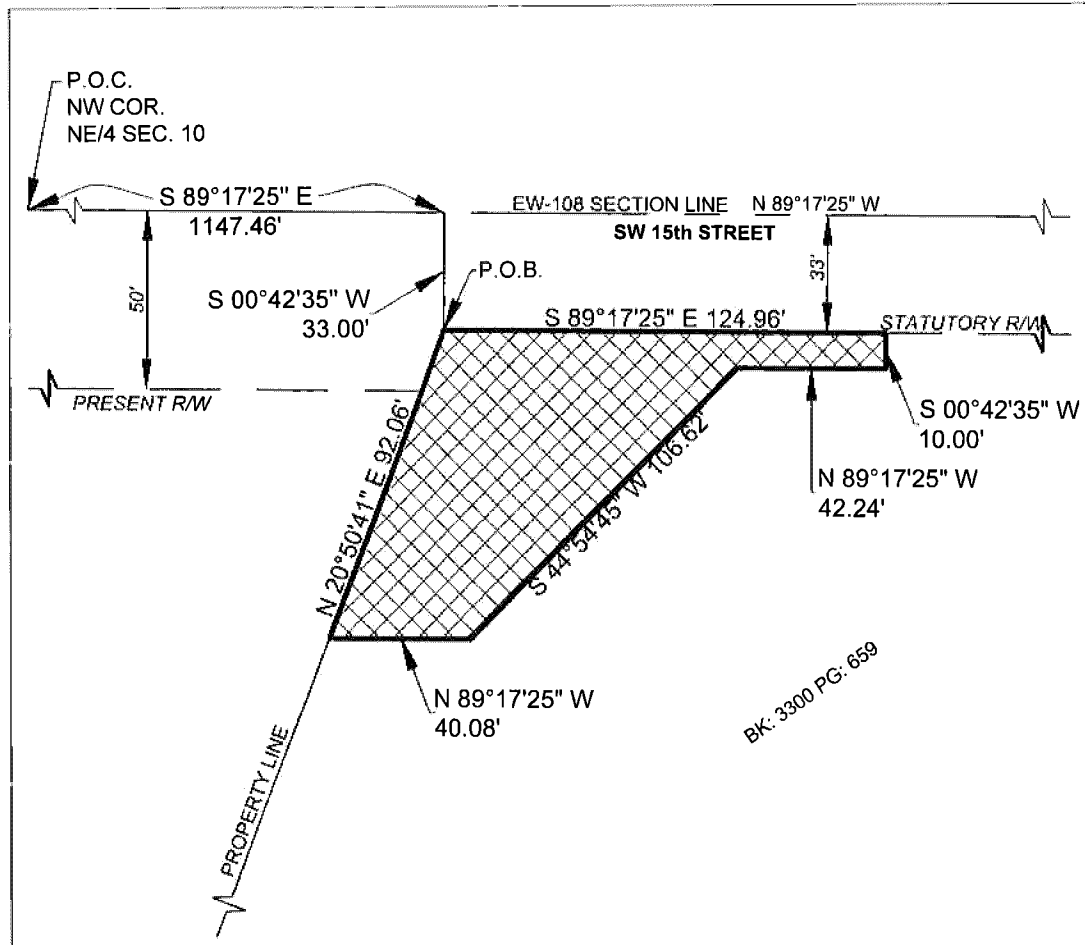 P.O.C.
NW COR.
NE/4 SEC. 10
S 89°17'25" E
1147.46'
EW-108 SECTION LINE N 89°17'25" W
SW 15th STREET
50'
33'
S 00°42'35" W
33.00'
P.O.B.
S 89°17'25" E 124.96'
STATUTORY R/W
PRESENT R/W
S 00°42'35" W
10.00'
N 89°17'25" W
42.24'
N 20°50'41" E 92.06'
S 44°54'45" W 106.62'
N 89°17'25" W
40.08'
BK: 3300 PG: 659
PROPERTY LINE